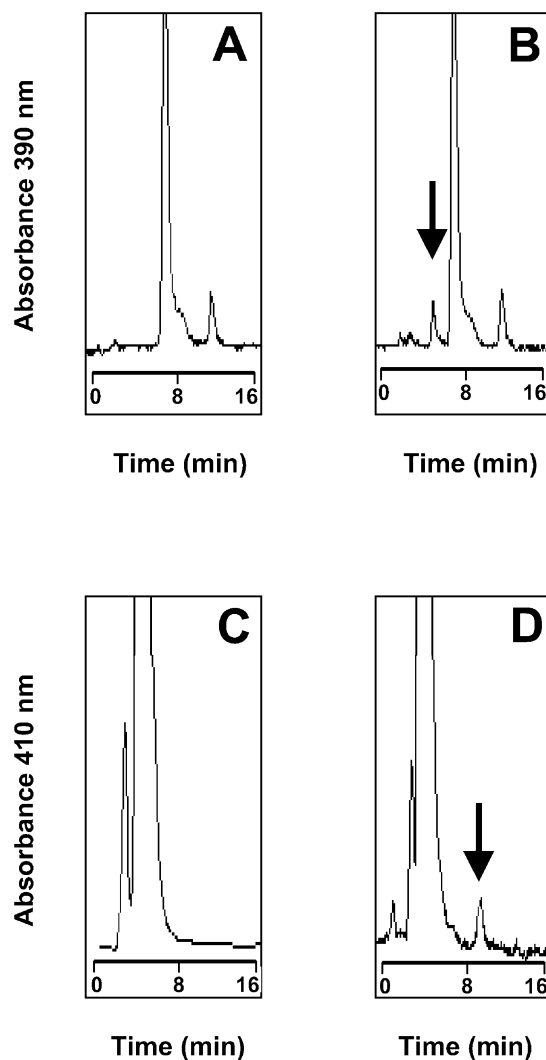 A
B
Absorbance 390 nm
0 8 16
0 8 16
Time (min)
Time (min)
C
D
Absorbance 410 nm
0 8 16
0 8 16
Time (min)
Time (min)